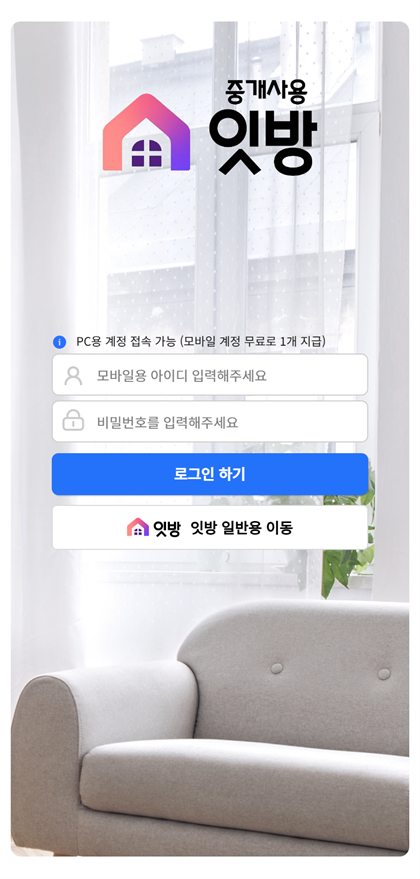 중개사용
잇방
PC용 계정 접속 가능 (모바일 계정 무료로 1개 지급)
모바일용 아이디 입력해주세요
비밀번호를 입력해주세요
로그인 하기
잇방 잇방 일반용 이동